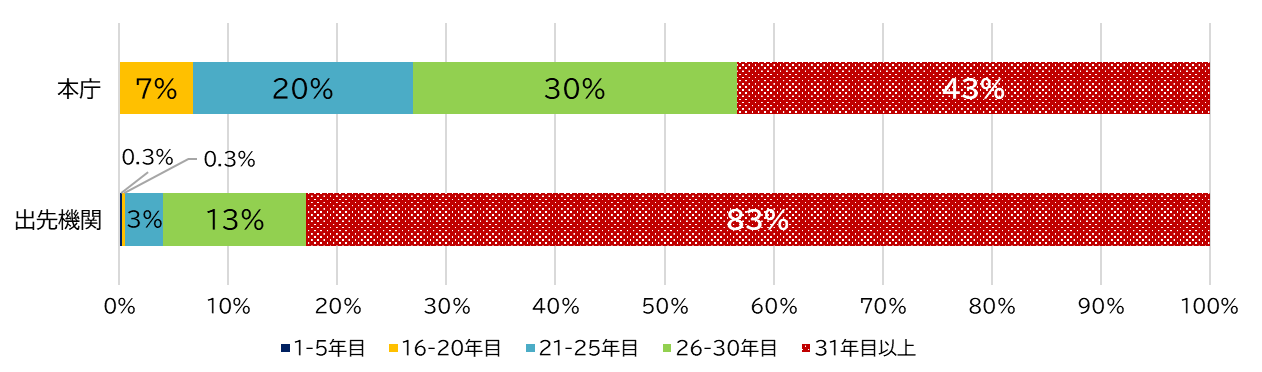 本庁 7% 20% 30% 43%
0.3% 0.3%
出先機関 3% 13% 83%
0% 10% 20% 30% 40% 50% 60% 70% 80% 90% 100%
1-5年目 16-20年目 21-25年目 26-30年目 31年目以上